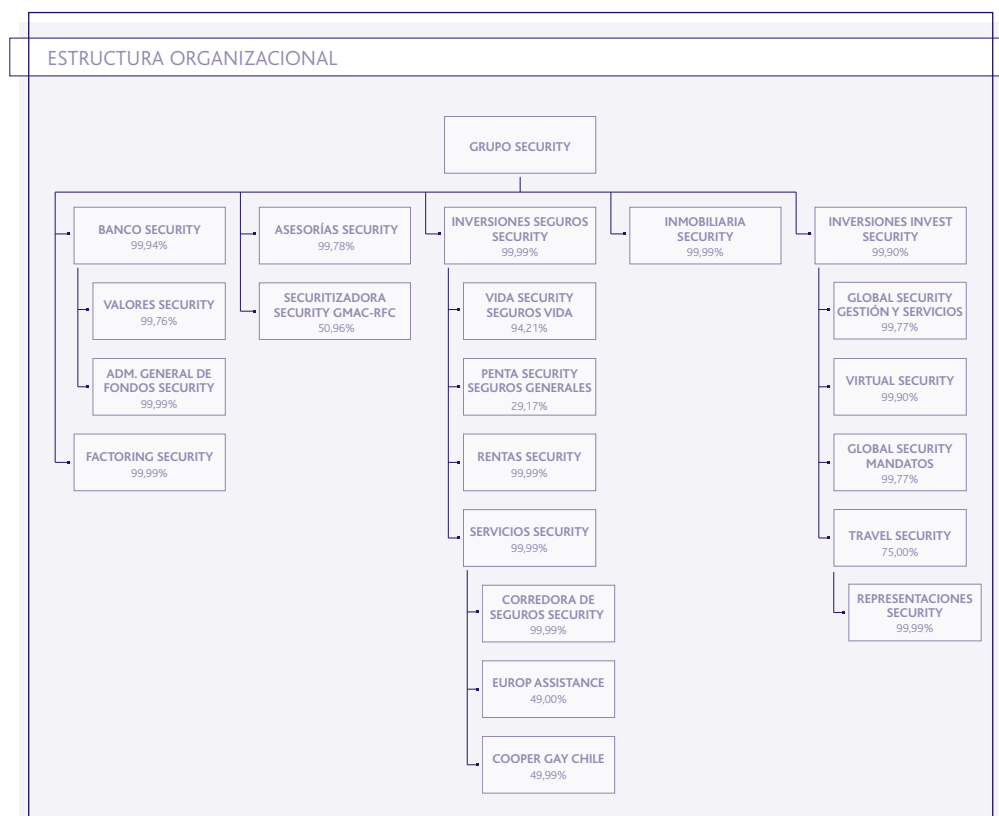 ESTRUCTURA ORGANIZACIONAL
GRUPO SECURITY
BANCO SECURITY
99,94%
VALORES SECURITY
99,76%
ADM. GENERAL DE
FONDOS SECURITY
99,99%
FACTORING SECURITY
99,99%
ASESORÍAS SECURITY
99,78%
SECURITIZADORA
SECURITY GMAC-RFC
50,96%
INVERSIONES SEGUROS
SECURITY
99,99%
VIDA SECURITY
SEGUROS VIDA
94,21%
PENTA SECURITY
SEGUROS GENERALES
29,17%
RENTAS SECURITY
99,99%
SERVICIOS SECURITY
99,99%
CORREDORA DE
SEGUROS SECURITY
99,99%
EUROP ASSISTANCE
49,00%
COOPER GAY CHILE
49,99%
INMOBILIARIA
SECURITY
99,99%
INVERSIONES INVEST
SECURITY
99,90%
GLOBAL SECURITY
GESTIÓN Y SERVICIOS
99,77%
VIRTUAL SECURITY
99,90%
GLOBAL SECURITY
MANDATOS
99,77%
TRAVEL SECURITY
75,00%
REPRESENTACIONES
SECURITY
99,99%